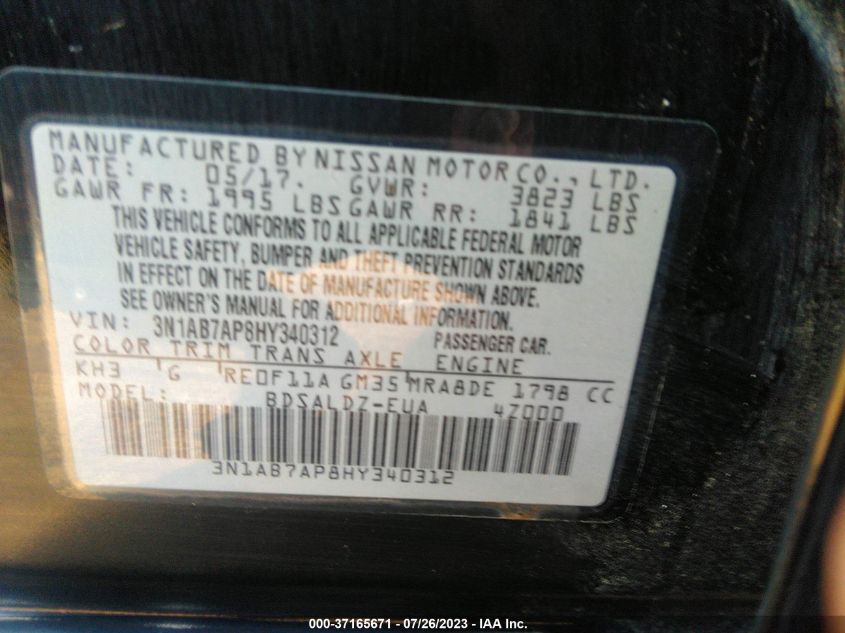 MANUFACTURED BY NISSAN MOTOR CO., LTD.
DATE: 05/17. GVWR: 3823 LBS
GAWR FR: 1995 LBS GAWR RR: 1841 LBS
THIS VEHICLE CONFORMS TO ALL APPLICABLE FEDERAL MOTOR
VEHICLE SAFETY, BUMPER AND THEFT PREVENTION STANDARDS
IN EFFECT ON THE DATE OF MANUFACTURE SHOWN ABOVE.
SEE OWNER'S MANUAL FOR ADDITIONAL INFORMATION.
VIN: 3N1AB7AP8HY340312 PASSENGER CAR.
COLOR TRIM TRANS AXLE ENGINE
KH3 G RE0F11A GM35 MRA8DE 1798 CC
MODEL: BDSALDZ-EUA 4Z000
3N1AB7AP8HY340312
000-37165671 - 07/26/2023 - IAA Inc.